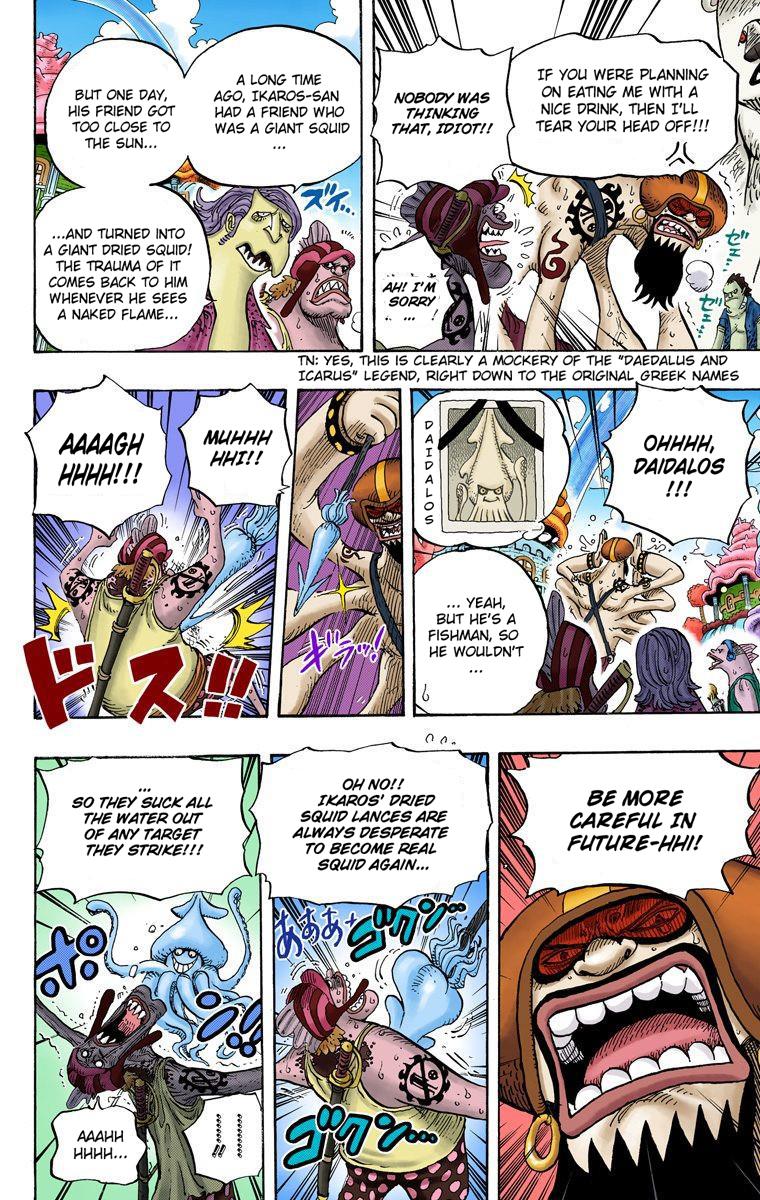 IF YOU WERE PLANNING
ON EATING ME WITH A
NICE DRINK, THEN I'LL
TEAR YOUR HEAD OFF!!!
NOBODY WAS
THINKING
THAT, IDIOT!!
AH! I'M
SORRY
...
ゼェ...
ゼェ...
A LONG TIME
AGO, IKAROS-SAN
HAD A FRIEND WHO
WAS A GIANT SQUID
...
BUT ONE DAY,
HIS FRIEND GOT
TOO CLOSE TO
THE SUN...
...AND TURNED INTO
A GIANT DRIED SQUID!
THE TRAUMA OF IT
COMES BACK TO HIM
WHENEVER HE SEES
A NAKED FLAME...
ズイ...
TN: YES, THIS IS CLEARLY A MOCKERY OF THE "DAEDALUS AND
ICARUS" LEGEND, RIGHT DOWN TO THE ORIGINAL GREEK NAMES
OHHHH,
DAIDALOS
!!!
DAIDALOS
... YEAH,
BUT HE'S A
FISHMAN, SO
HE WOULDN'T
...
ギラッ!
MUHHH
HHI!!
AAAAGH
HHHH!!!
ドス!!
BE MORE
CAREFUL IN
FUTURE-HHI!
OH NO!!
IKAROS' DRIED
SQUID LANCES ARE
ALWAYS DESPERATE
TO BECOME REAL
SQUID AGAIN...
ゴクン...
あああ
ゴクン...
...
SO THEY SUCK ALL
THE WATER OUT
OF ANY TARGET
THEY STRIKE!!!
ポンッ!!
AAAHH
HHHH...
!!